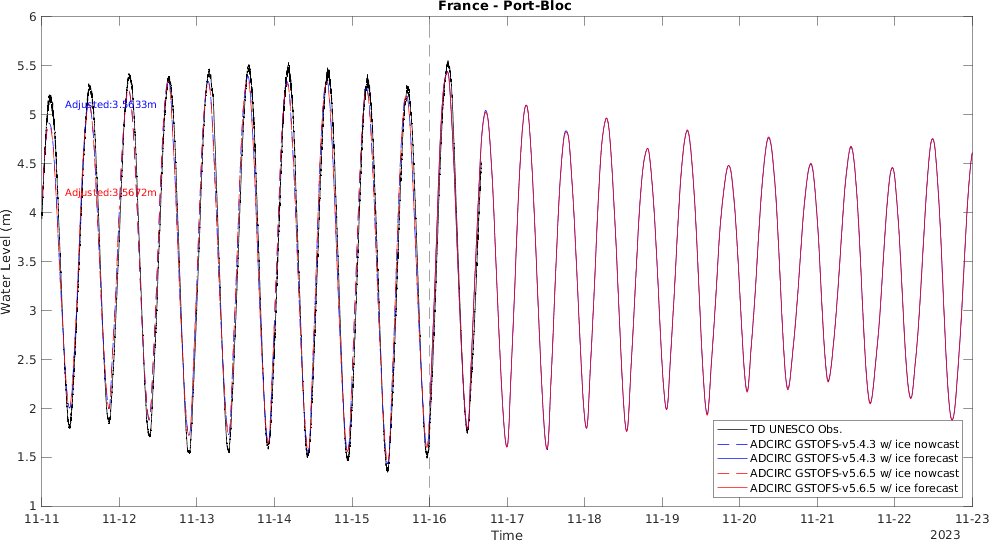 France - Port-Bloc
6
5.5
5
4.5
4
3.5
3
2.5
2
1.5
1
Water Level (m)
Adjusted:3.5633m
Adjusted:3.5672m
TD UNESCO Obs.
ADCIRC GSTOFS-v5.4.3 w/ ice nowcast
ADCIRC GSTOFS-v5.4.3 w/ ice forecast
ADCIRC GSTOFS-v5.6.5 w/ ice nowcast
ADCIRC GSTOFS-v5.6.5 w/ ice forecast
11-11 11-12 11-13 11-14 11-15 11-16 11-17 11-18 11-19 11-20 11-21 11-22 11-23
Time
2023